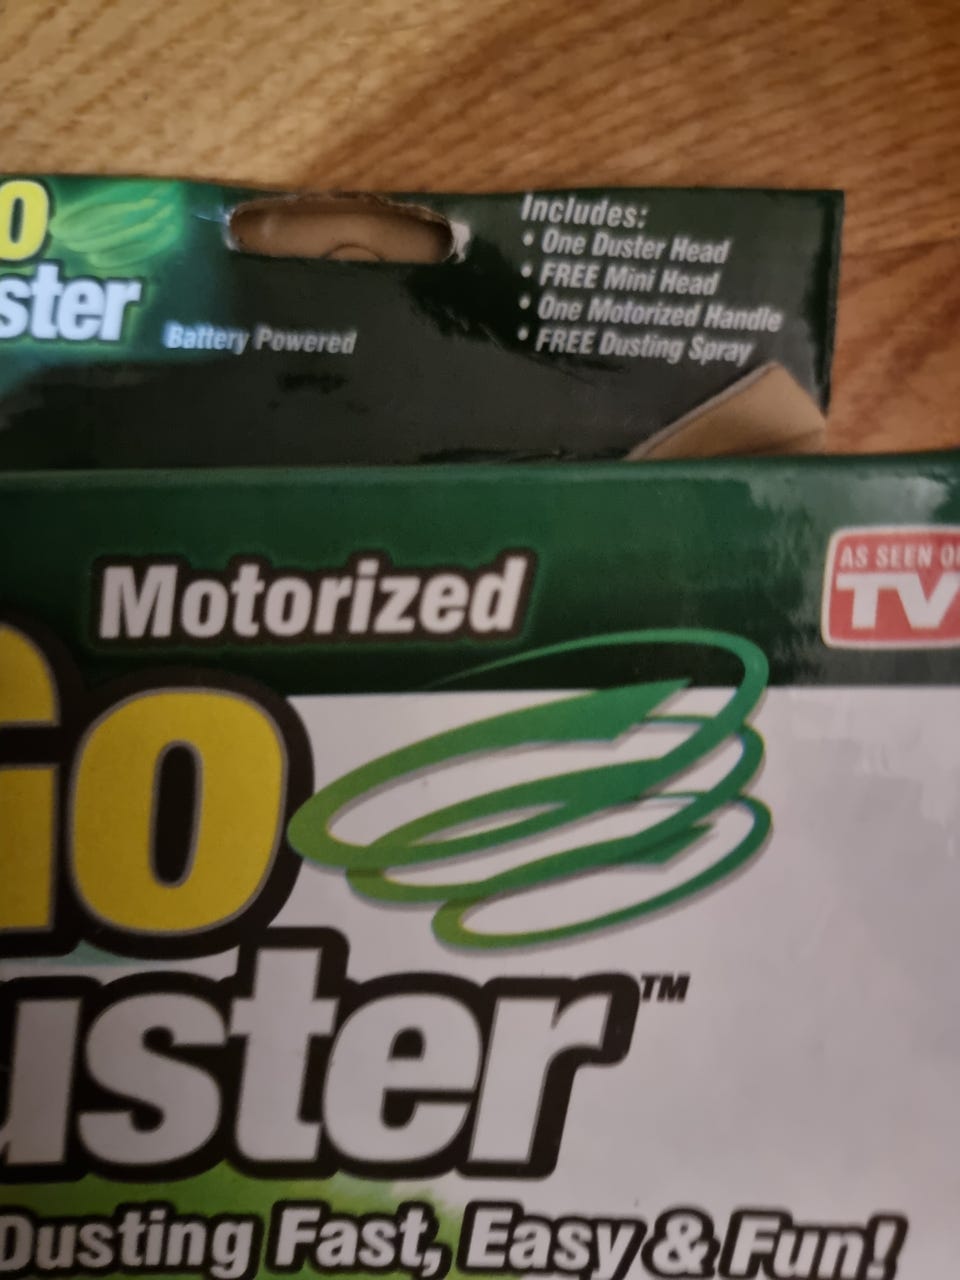 o
ster
Battery Powered
Includes:
• One Duster Head
• FREE Mini Head
• One Motorized Handle
• FREE Dusting Spray
Motorized
AS SEEN O
TV
Go
uster™
Dusting Fast, Easy & Fun!